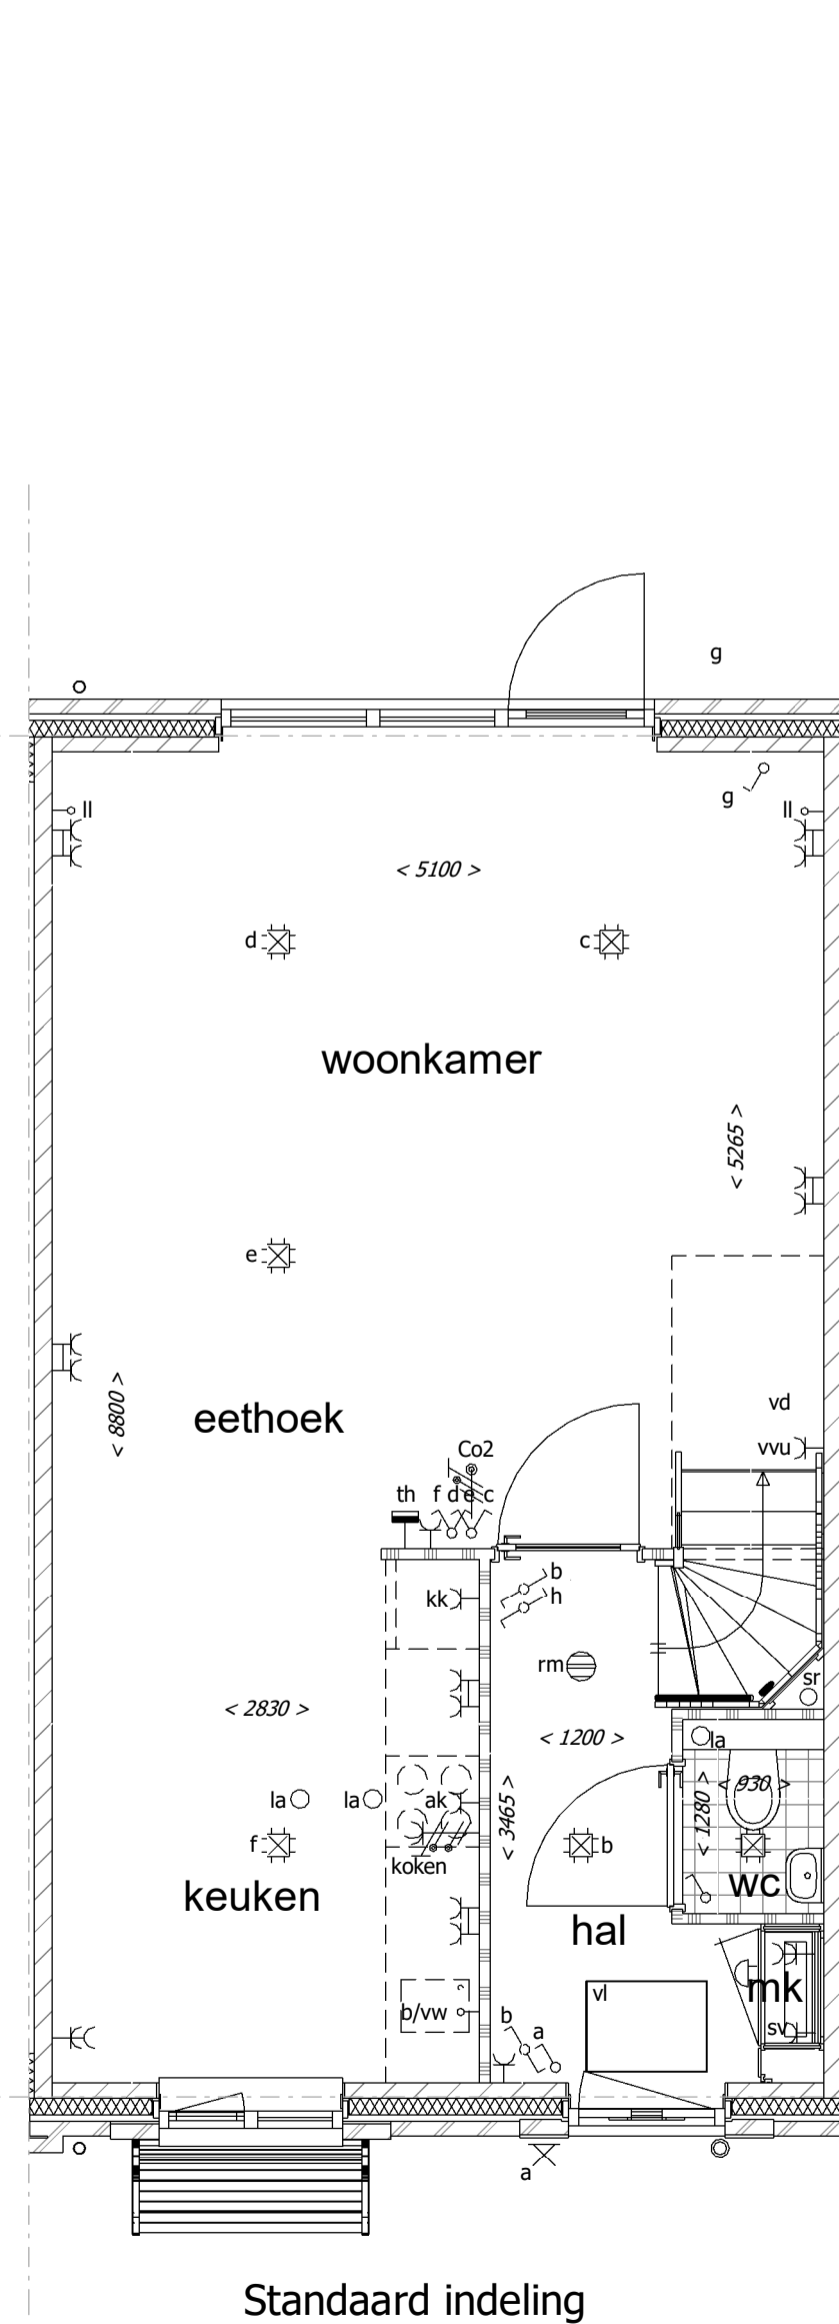 g
ll
g
ll
< 5100 >
d
c
woonkamer
< 5265 >
e
< 8800 >
vd
eethoek
vvu
Co2
th f d e c
b
kk
h
rm
sr
< 2830 >
< 1200 >
la
< 930 >
la
la
ak
< 3465 >
< 1280 >
f
b
koken
wc
keuken
hal
mk
vl
b/vw
b
a
sv
a
Standaard indeling